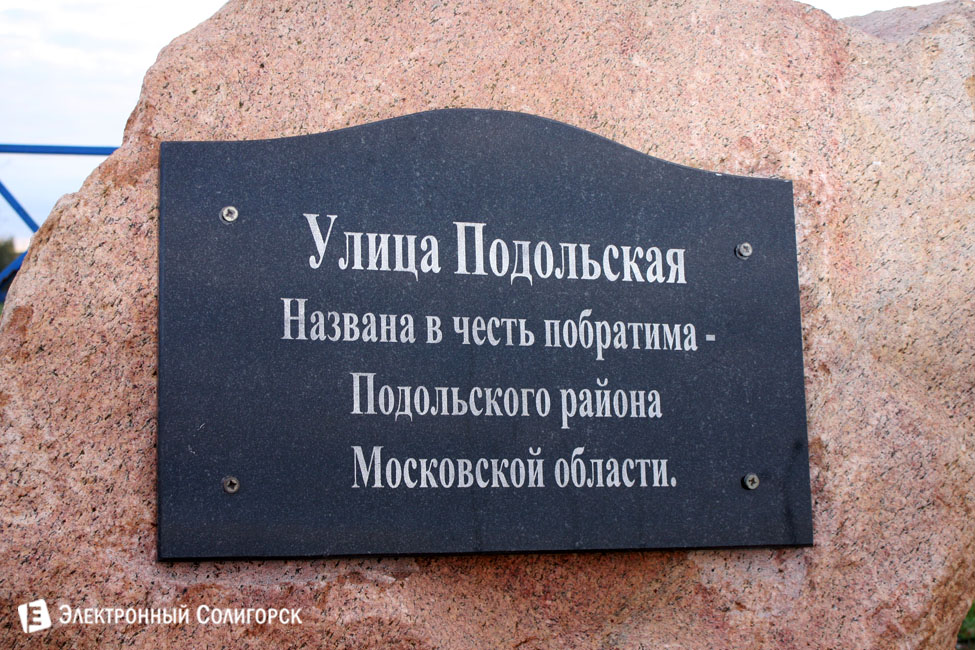 Улица Подольская
Названа в честь побратима -
Подольского района
Московской области.
Э Электронный Солигорск